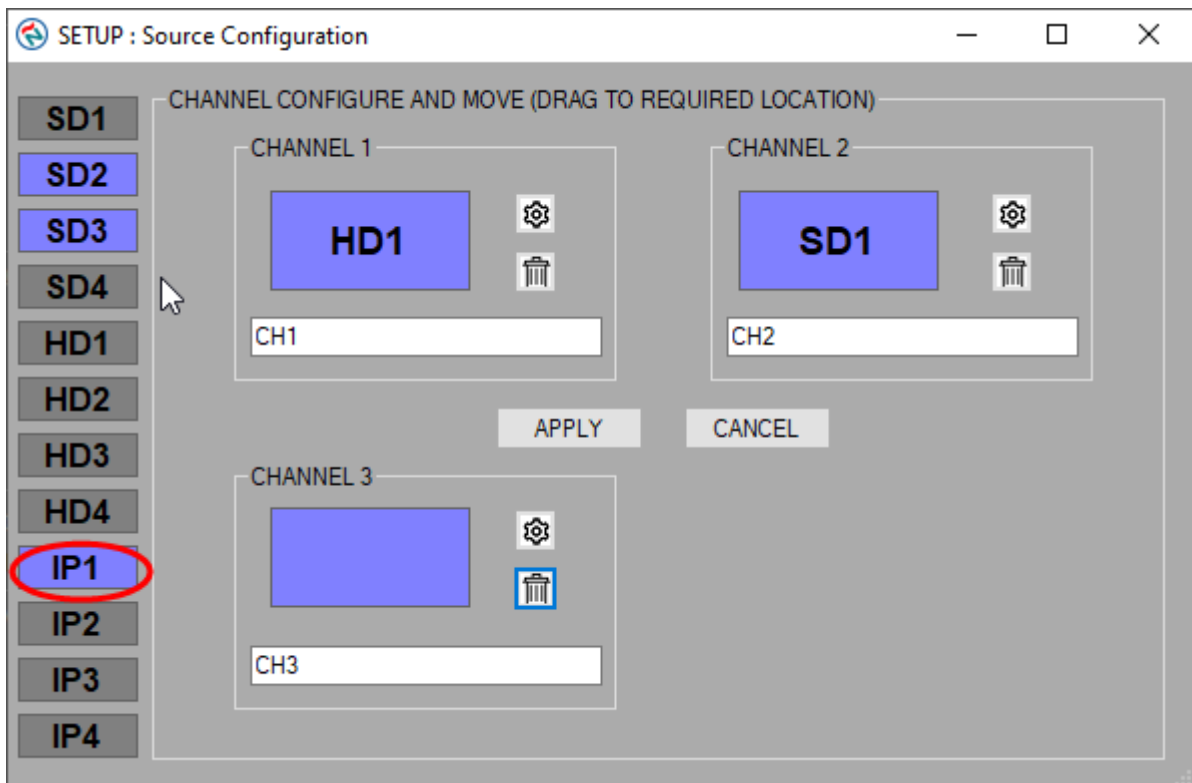 SETUP : Source Configuration
SD1
SD2
SD3
SD4
HD1
HD2
HD3
HD4
IP1
IP2
IP3
IP4
CHANNEL CONFIGURE AND MOVE (DRAG TO REQUIRED LOCATION)
CHANNEL 1
HD1
CH1
CHANNEL 2
SD1
CH2
APPLY
CANCEL
CHANNEL 3
CH3